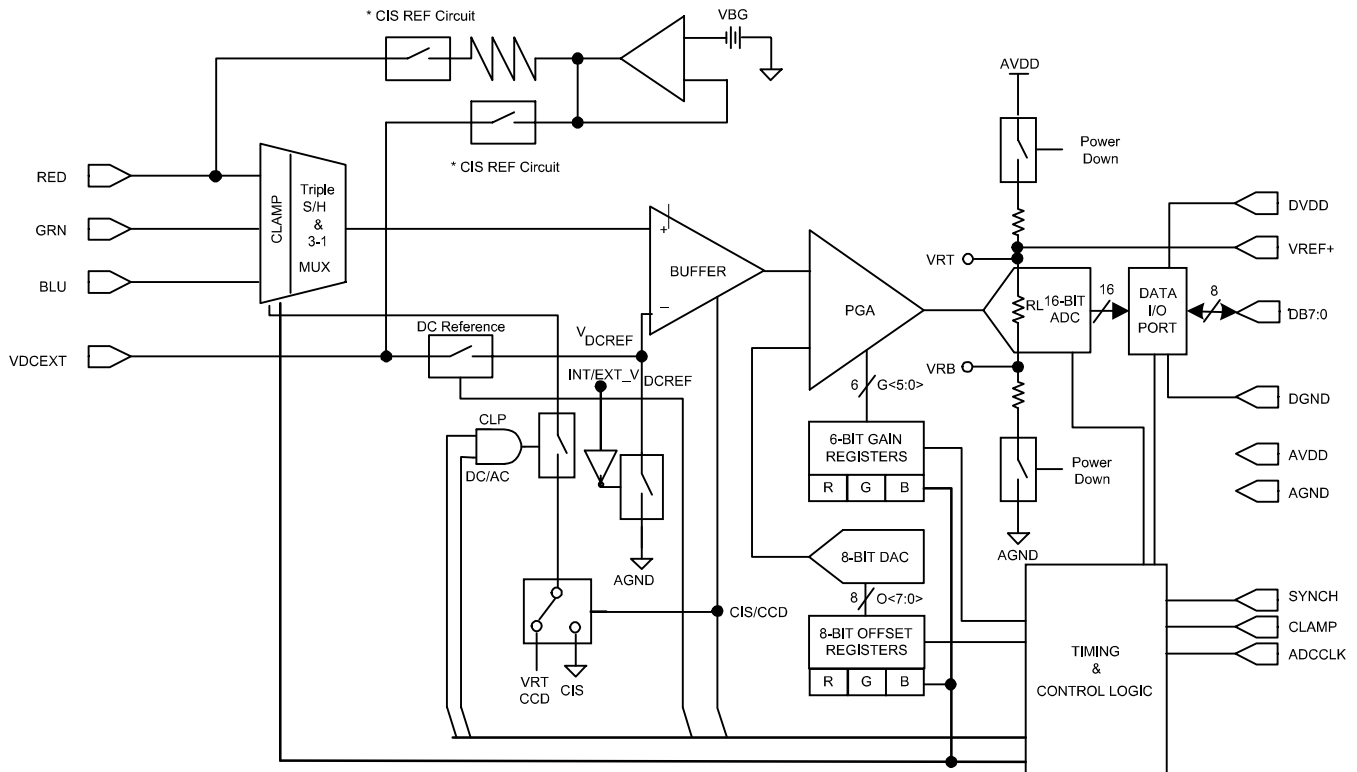 * CIS REF Circuit
VBG
AVDD
* CIS REF Circuit
Power
Down
RED
GRN
BLU
VDCEXT
CLAMP
Triple
S/H
&
3-1
MUX
DC Reference
+
BUFFER
–
VDCREF
INT/EXT_VDCREF
CLP
DC/AC
AGND
VRT
CCD
CIS
CIS/CCD
PGA
6
G<5:0>
6-BIT GAIN
REGISTERS
R
G
B
8-BIT DAC
8
O<7:0>
8-BIT OFFSET
REGISTERS
R
G
B
VRT
RL
16-BIT
ADC
VRB
16
DATA
I/O
PORT
8
Power
Down
AGND
TIMING
&
CONTROL LOGIC
DVDD
VREF+
DB7:0
DGND
AVDD
AGND
SYNCH
CLAMP
ADCCLK